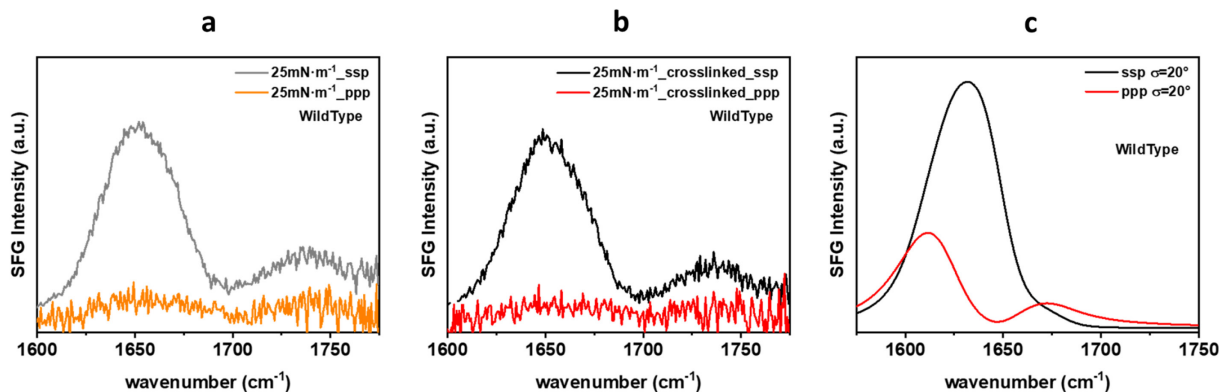 a
SFG Intensity (a.u.)
25mN·m⁻¹_ssp
25mN·m⁻¹_ppp
WildType
1600 1650 1700 1750
wavenumber (cm⁻¹)
b
SFG Intensity (a.u.)
25mN·m⁻¹_crosslinked_ssp
25mN·m⁻¹_crosslinked_ppp
WildType
1600 1650 1700 1750
wavenumber (cm⁻¹)
c
SFG Intensity (a.u.)
ssp σ=20°
ppp σ=20°
WildType
1600 1650 1700 1750
wavenumber (cm⁻¹)